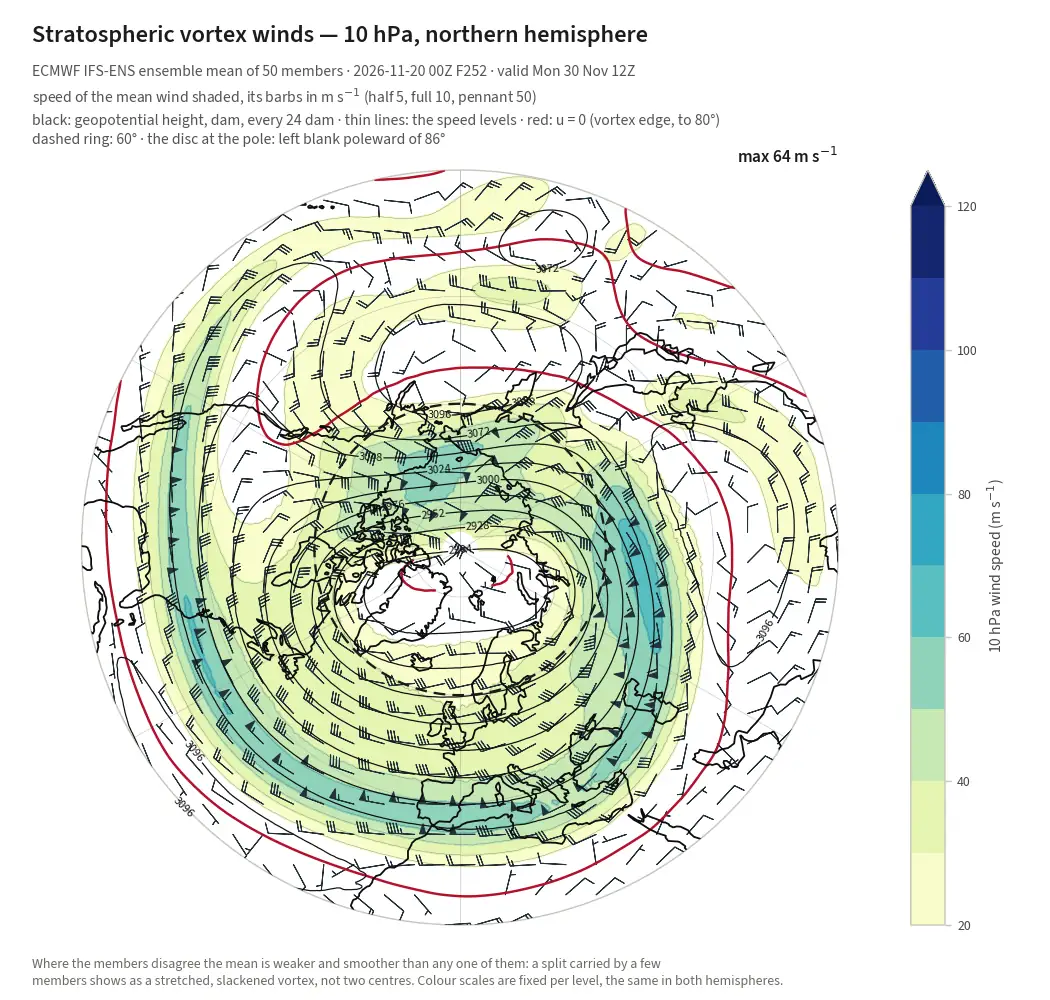 Stratospheric vortex winds — 10 hPa, northern hemisphere
ECMWF IFS-ENS ensemble mean of 50 members · 2026-11-20 00Z F252 · valid Mon 30 Nov 12Z
speed of the mean wind shaded, its barbs in m s⁻¹ (half 5, full 10, pennant 50)
black: geopotential height, dam, every 24 dam · thin lines: the speed levels · red: u = 0 (vortex edge, to 80°)
dashed ring: 60° · the disc at the pole: left blank poleward of 86°
max 64 m s⁻¹
120
100
80
60
40
20
10 hPa wind speed (m s⁻¹)
3072
3096
3072
3024
3000
2952
2928
3096
3096
3096
Where the members disagree the mean is weaker and smoother than any one of them: a split carried by a few
members shows as a stretched, slackened vortex, not two centres. Colour scales are fixed per level, the same in both hemispheres.